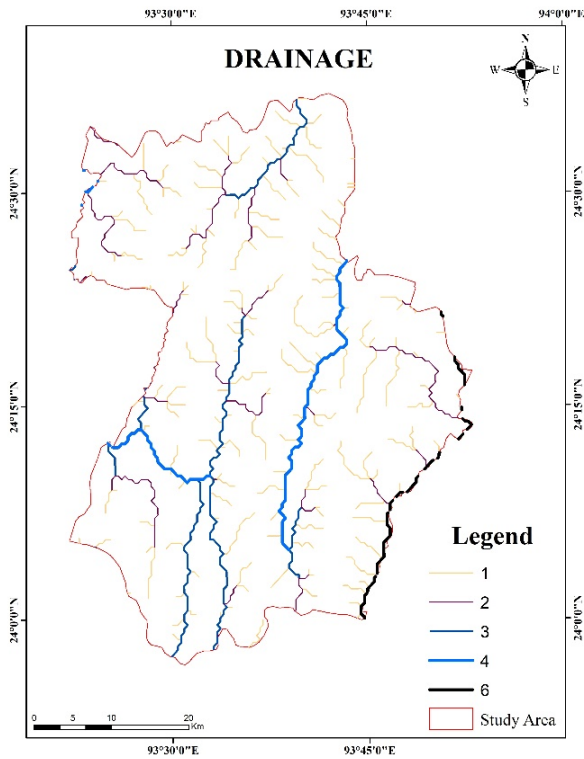 93°30'0"E 93°45'0"E 94°0'0"E
DRAINAGE
N
W E
S
24°30'0"N 24°30'0"N
24°15'0"N 24°15'0"N
24°0'0"N 24°0'0"N
Legend
1
2
3
4
6
Study Area
0 5 10 20
Km
93°30'0"E 93°45'0"E